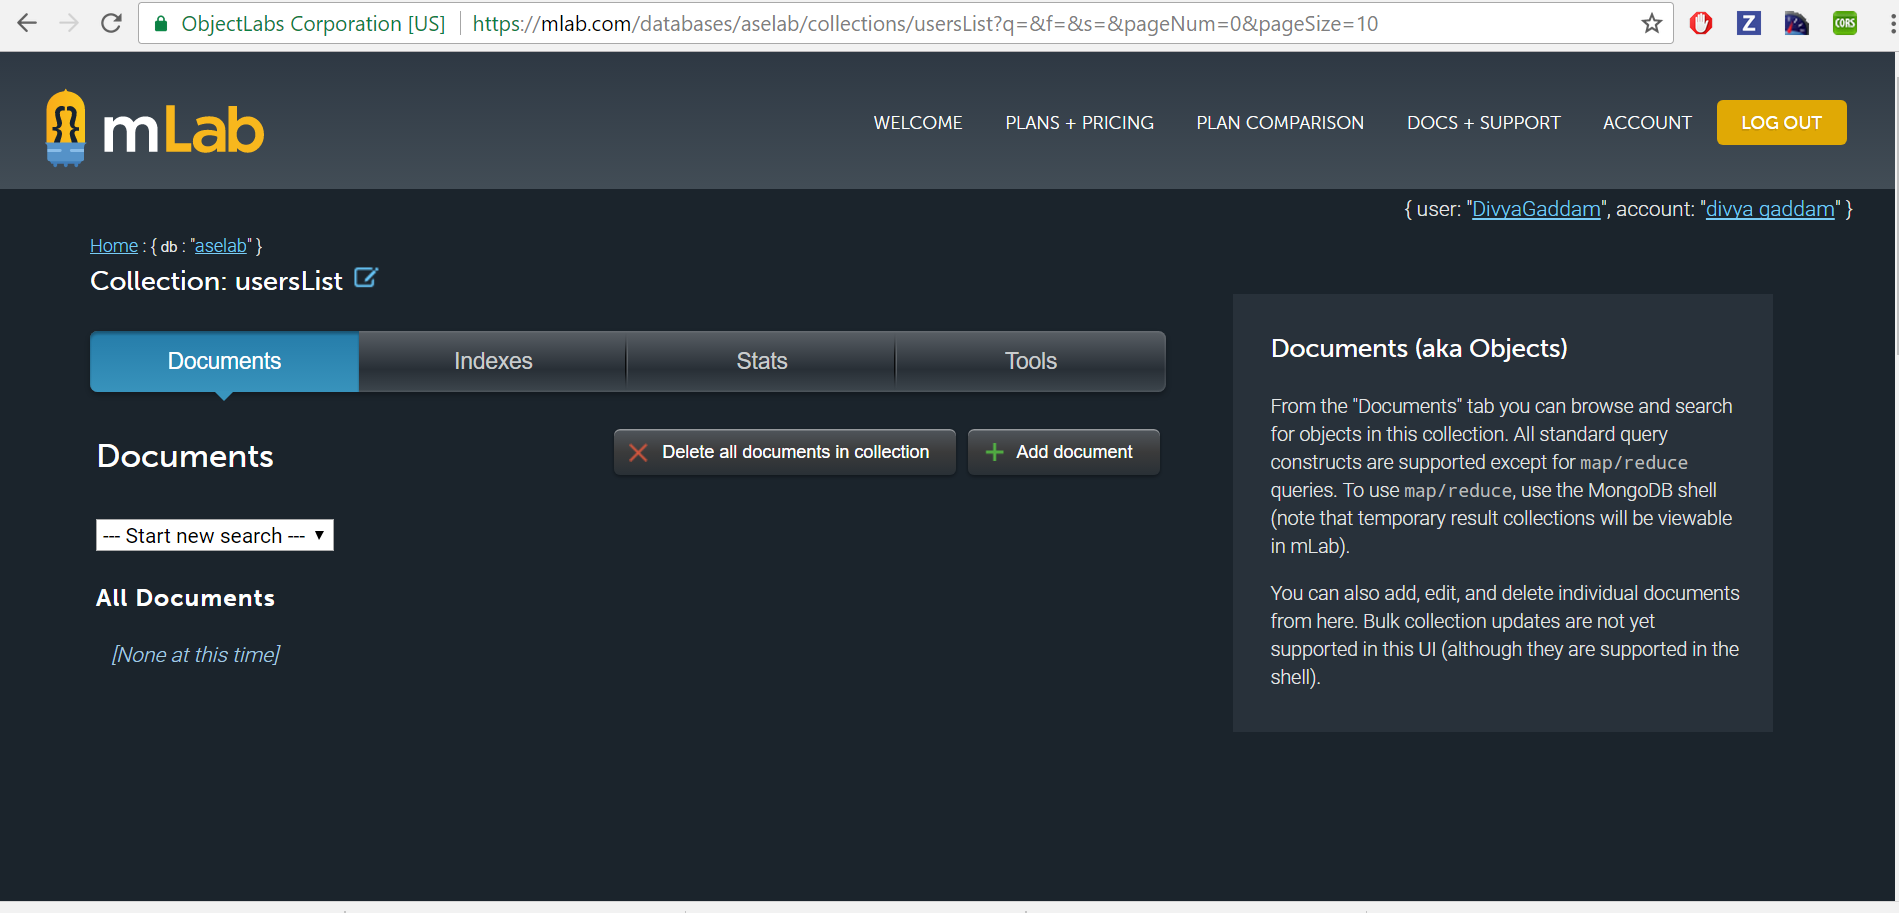 ObjectLabs Corporation [US] https://mlab.com/databases/aselab/collections/usersList?q=&f=&s=&pageNum=0&pageSize=10
Z
CORS
mLab
WELCOME PLANS + PRICING PLAN COMPARISON DOCS + SUPPORT ACCOUNT LOG OUT
{ user: "DivyaGaddam", account: "divya gaddam" }
Home : { db : "aselab" }
Collection: usersList
Documents Indexes Stats Tools
Documents
Delete all documents in collection
Add document
--- Start new search ---
All Documents
[None at this time]
Documents (aka Objects)
From the "Documents" tab you can browse and search
for objects in this collection. All standard query
constructs are supported except for map/reduce
queries. To use map/reduce, use the MongoDB shell
(note that temporary result collections will be viewable
in mLab).
You can also add, edit, and delete individual documents
from here. Bulk collection updates are not yet
supported in this UI (although they are supported in the
shell).